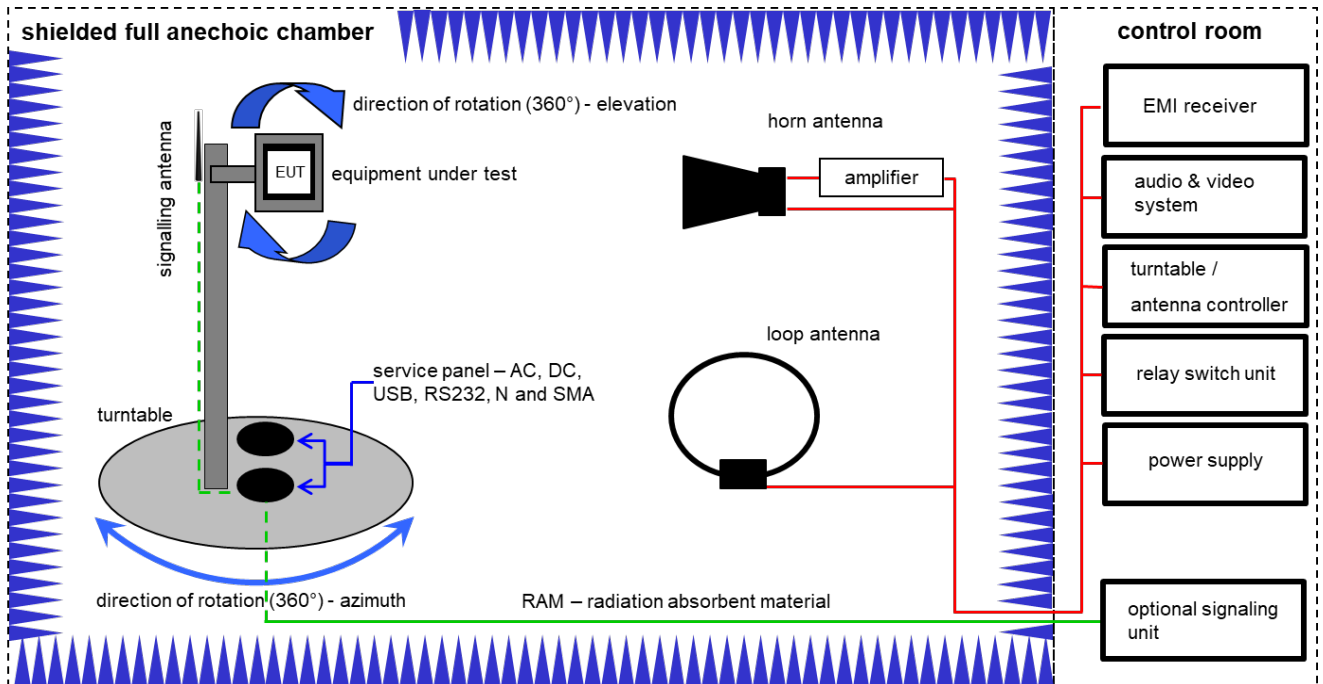 shielded full anechoic chamber
control room
direction of rotation (360°) - elevation
signalling antenna
EUT
equipment under test
horn antenna
amplifier
loop antenna
service panel – AC, DC,
USB, RS232, N and SMA
turntable
direction of rotation (360°) - azimuth
RAM – radiation absorbent material
EMI receiver
audio & video
system
turntable /
antenna controller
relay switch unit
power supply
optional signaling
unit